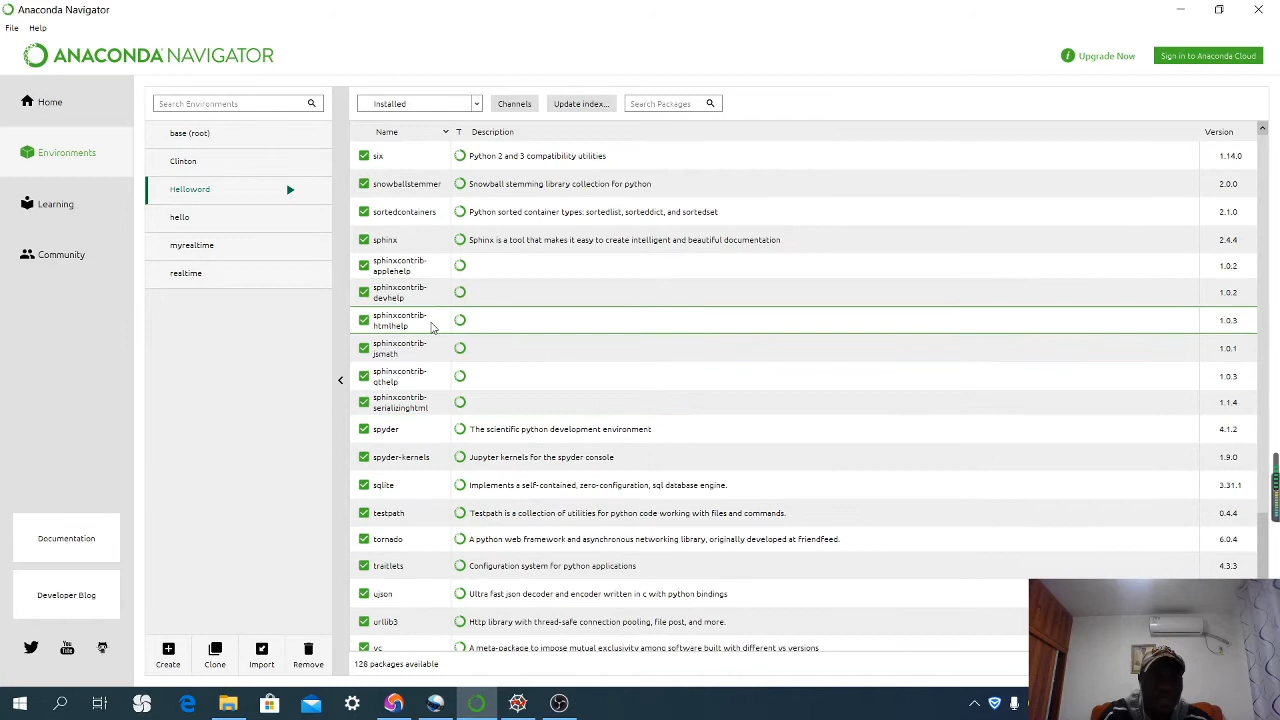 Anaconda Navigator
File Help
ANACONDA NAVIGATOR
i Upgrade Now
Sign in to Anaconda Cloud
Home
Environments
Learning
Community
Documentation
Developer Blog
Search Environments
base (root)
Clinton
Helloword
hello
myrealtime
realtime
Create
Clone
Import
Remove
Installed
Channels
Update index...
Search Packages
Name T Description Version
six Python 2 and 3 compatibility utilities 1.14.0
snowballstemmer Snowball stemming library collection for python 2.0.0
sortedcontainers Python sorted container types: sortedlist, sorteddict, and sortedset 2.1.0
sphinx Sphinx is a tool that makes it easy to create intelligent and beautiful documentation 2.4.4
sphinxcontrib-
applehelp 1.0.2
sphinxcontrib-
devhelp 1.0.2
sphinxcontrib-
htmlhelp 1.0.3
sphinxcontrib-
jsmath 1.0.1
sphinxcontrib-
qthelp 1.0.3
sphinxcontrib-
serializinghtml 1.1.4
spyder The scientific python development environment 4.1.2
spyder-kernels Jupyter kernels for the spyder console 1.9.0
sqlite Implements a self-contained, zero-configuration, sql database engine. 3.31.1
testpath Testpath is a collection of utilities for python code working with files and commands. 0.4.4
tornado A python web framework and asynchronous networking library, originally developed at friendfeed. 6.0.4
traitlets Configuration system for python applications 4.3.3
ujson Ultra fast json decoder and encoder written in c with python bindings
urllib3 Http library with thread-safe connection pooling, file post, and more.
vc A meta-package to impose mutual exclusivity among software built with different vs versions
128 packages available